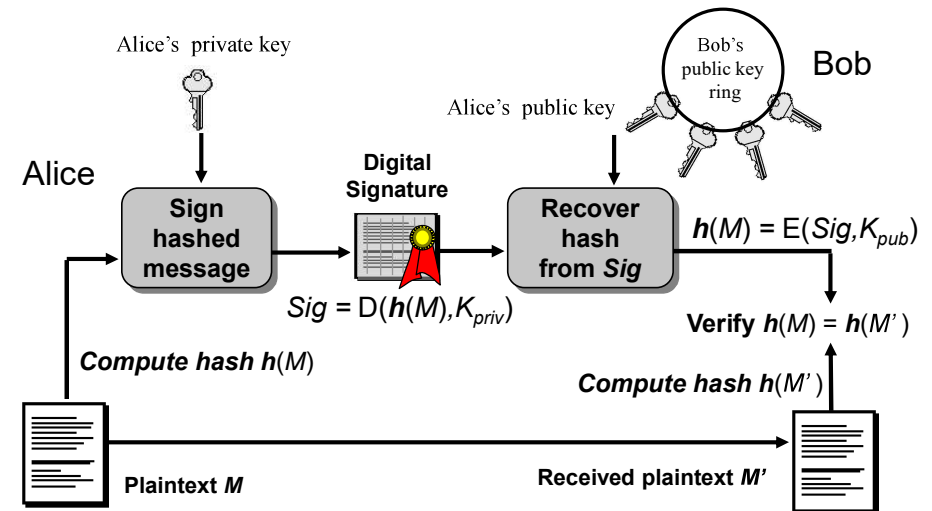 Alice's private key
Bob's
public key
ring
Bob
Alice's public key
Alice
Digital
Signature
Sign
hashed
message
Recover
hash
from Sig
h(M) = E(Sig,Kpub)
Sig = D(h(M),Kpriv)
Verify h(M) = h(M')
Compute hash h(M)
Compute hash h(M')
Plaintext M
Received plaintext M'